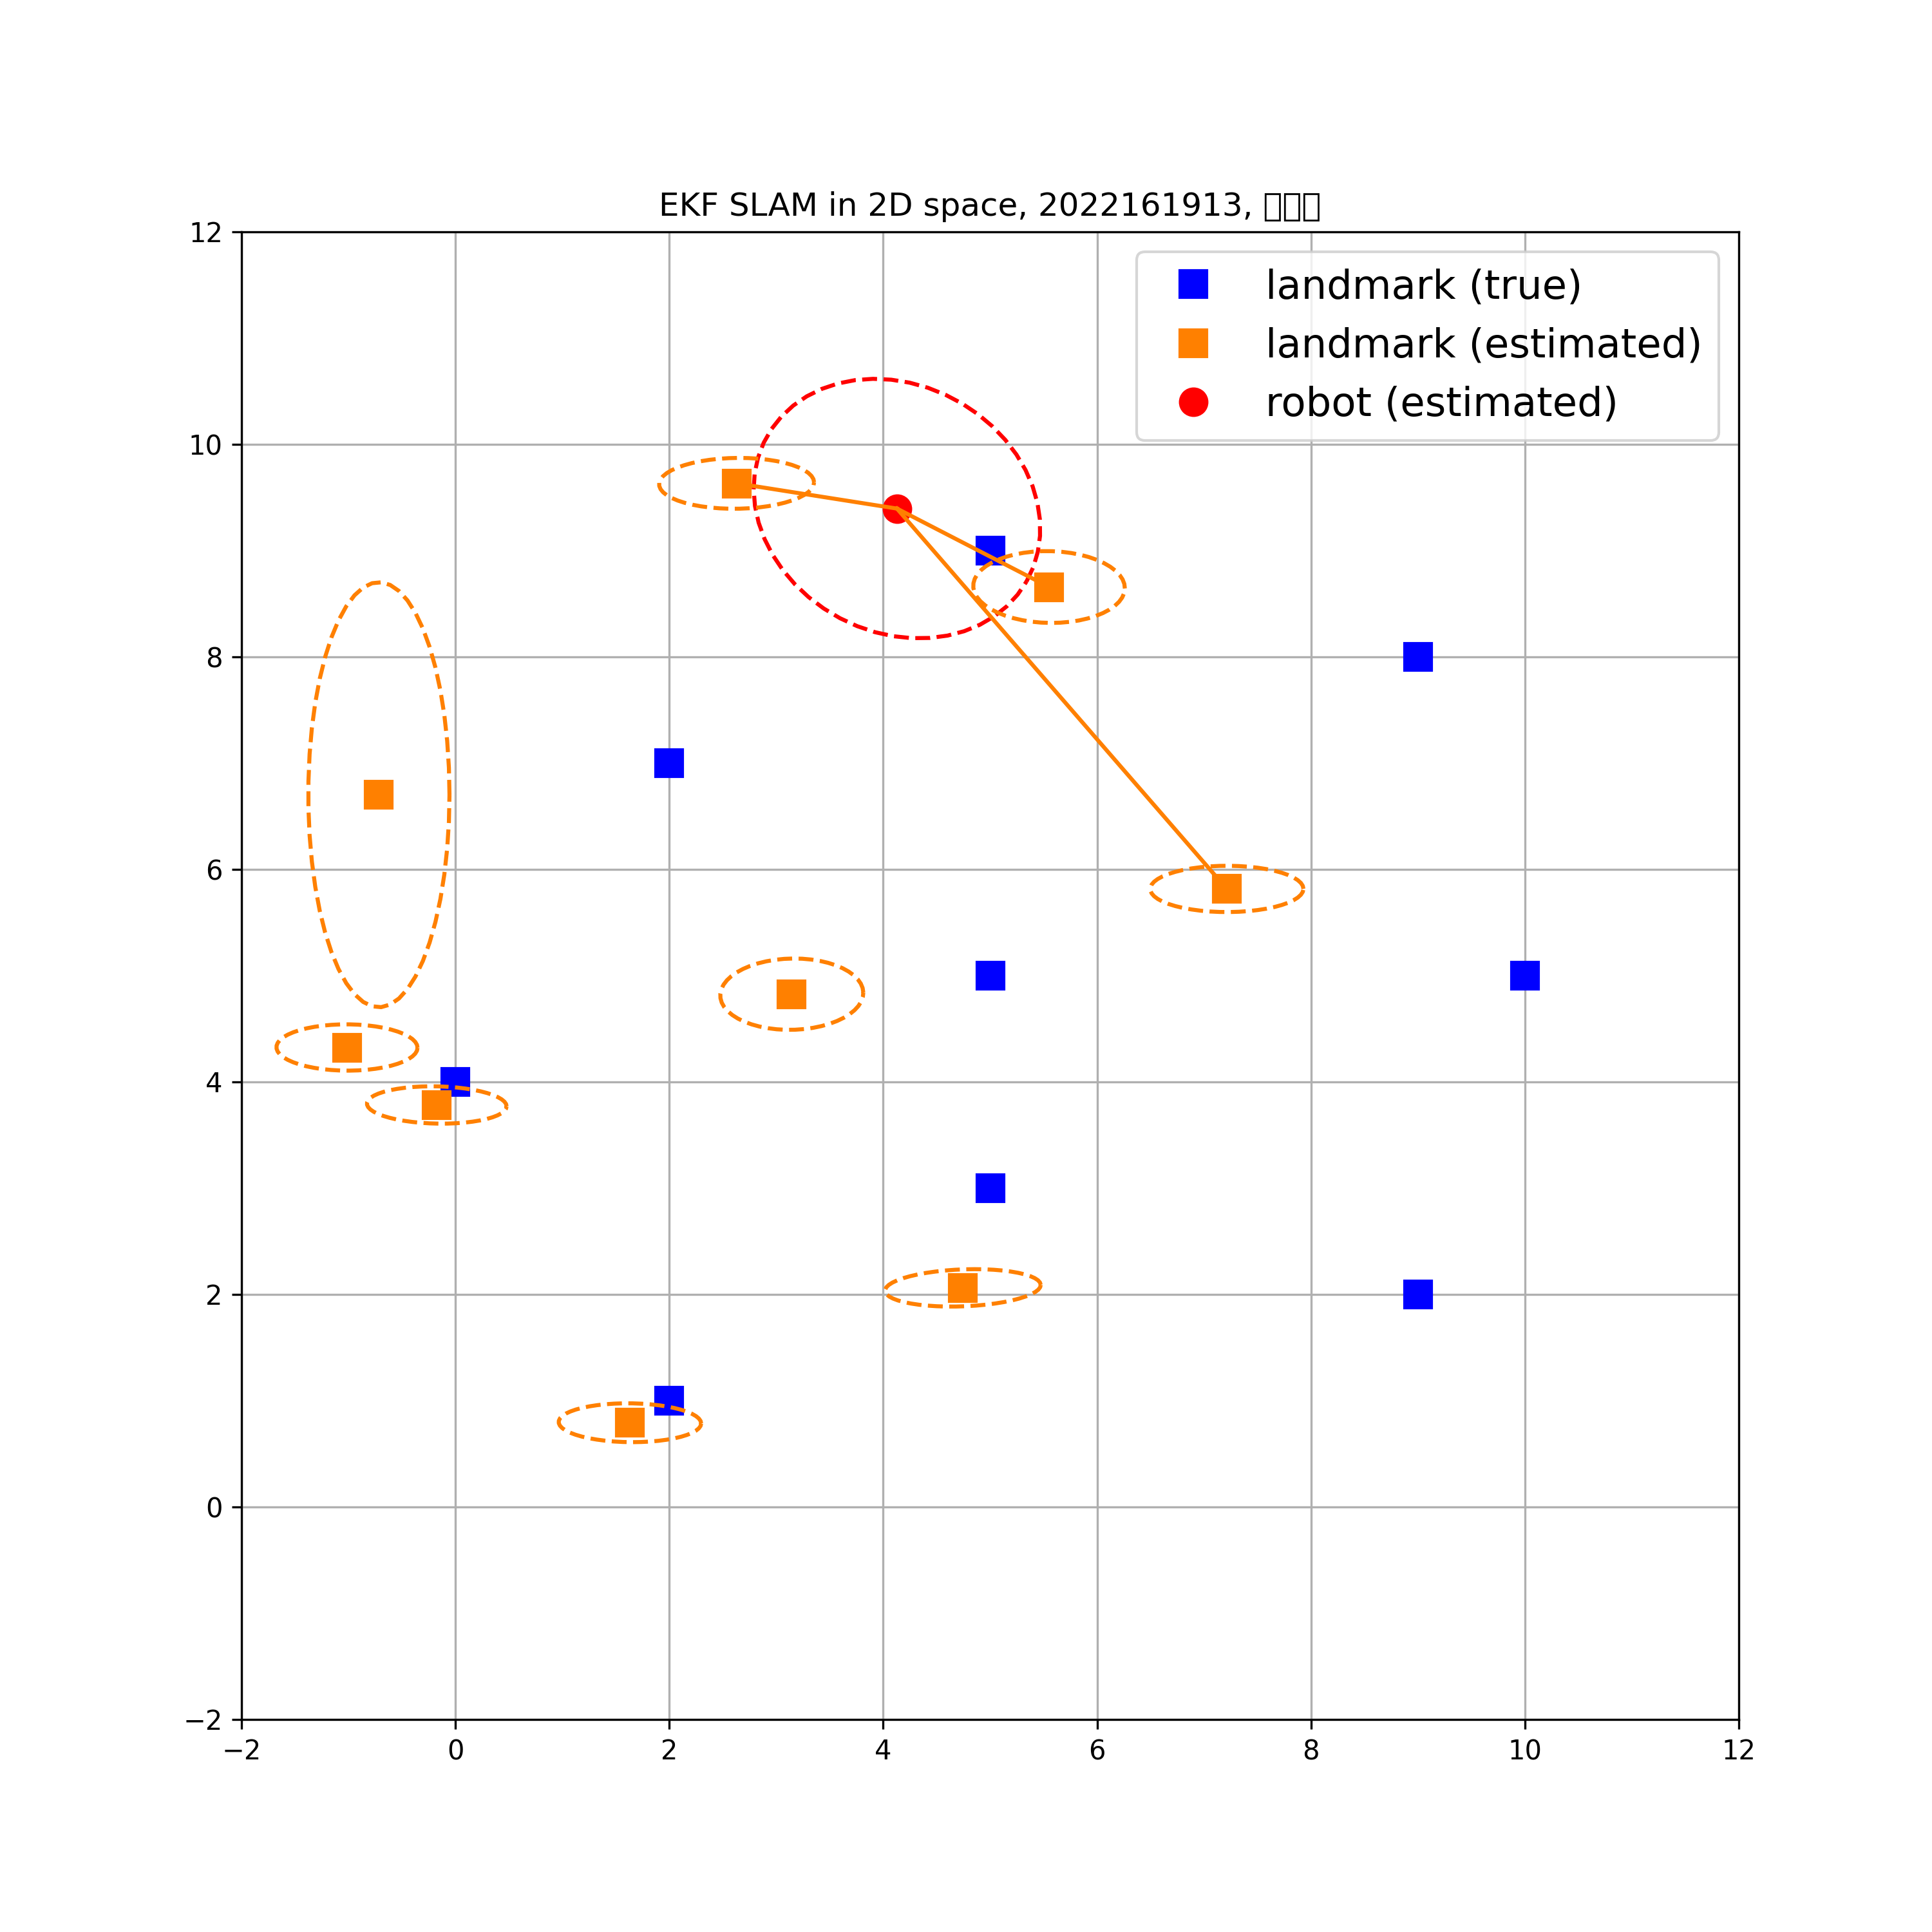 EKF SLAM in 2D space, 2022161913,
12
landmark (true)
landmark (estimated)
robot (estimated)
10
8
6
4
2
0
−2
−2 0 2 4 6 8 10 12